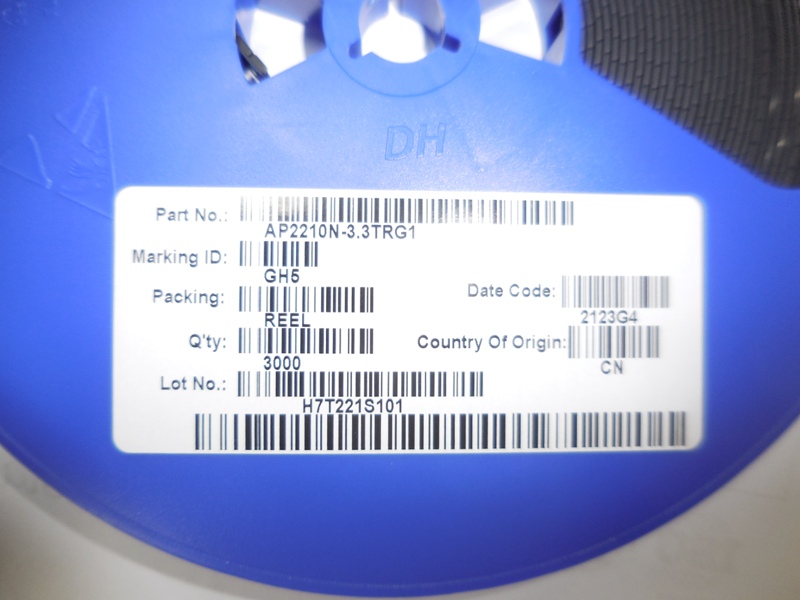 DH
Part No.:
AP2210N-3.3TRG1
Marking ID:
GH5
Packing:
REEL
Date Code:
2123G4
Q'ty:
3000
Country Of Origin:
CN
Lot No.:
H7T221S101